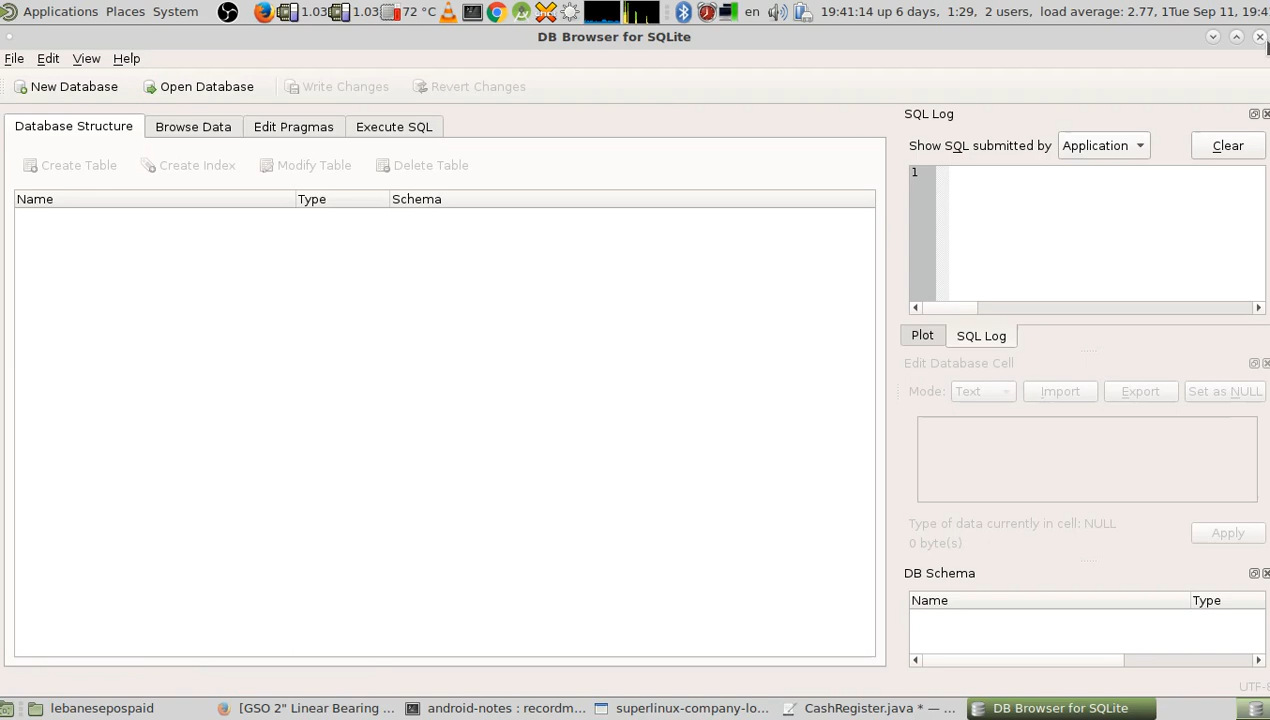 Applications Places System 1.03 1.03 72 °C en 19:41:14 up 6 days, 1:29, 2 users, load average: 2.77, 1Tue Sep 11, 19:4
DB Browser for SQLite
File Edit View Help
New Database Open Database Write Changes Revert Changes
Database Structure Browse Data Edit Pragmas Execute SQL
Create Table Create Index Modify Table Delete Table
Name Type Schema
SQL Log
Show SQL submitted by Application Clear
1
Plot SQL Log
Edit Database Cell
Mode: Text Import Export Set as NULL
Type of data currently in cell: NULL
0 byte(s)
Apply
DB Schema
Name Type
UTF-8
lebanesepospaid [GSO 2" Linear Bearing ... android-notes : recordm... superlinux-company-lo... CashRegister.java * — ... DB Browser for SQLite